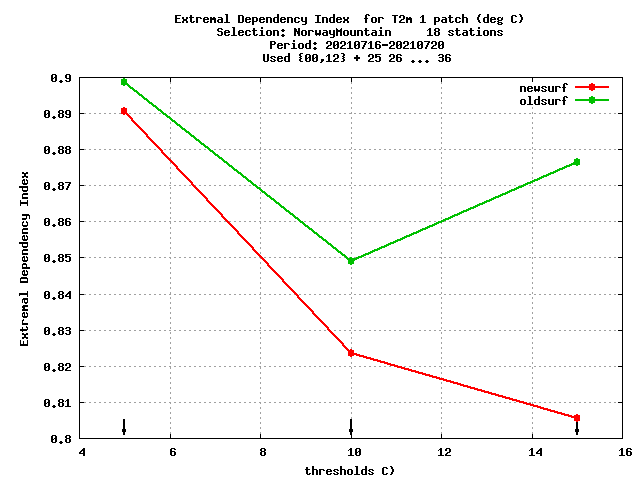 Extremal Dependency Index  for T2m 1 patch (deg C)
Selection: NorwayMountain     18 stations
Period: 20210716-20210720
Used {00,12} + 25 26 ... 36
newsurf
oldsurf
Extremal Dependency Index
0.9
0.89
0.88
0.87
0.86
0.85
0.84
0.83
0.82
0.81
0.8
4 6 8 10 12 14 16
thresholds C)